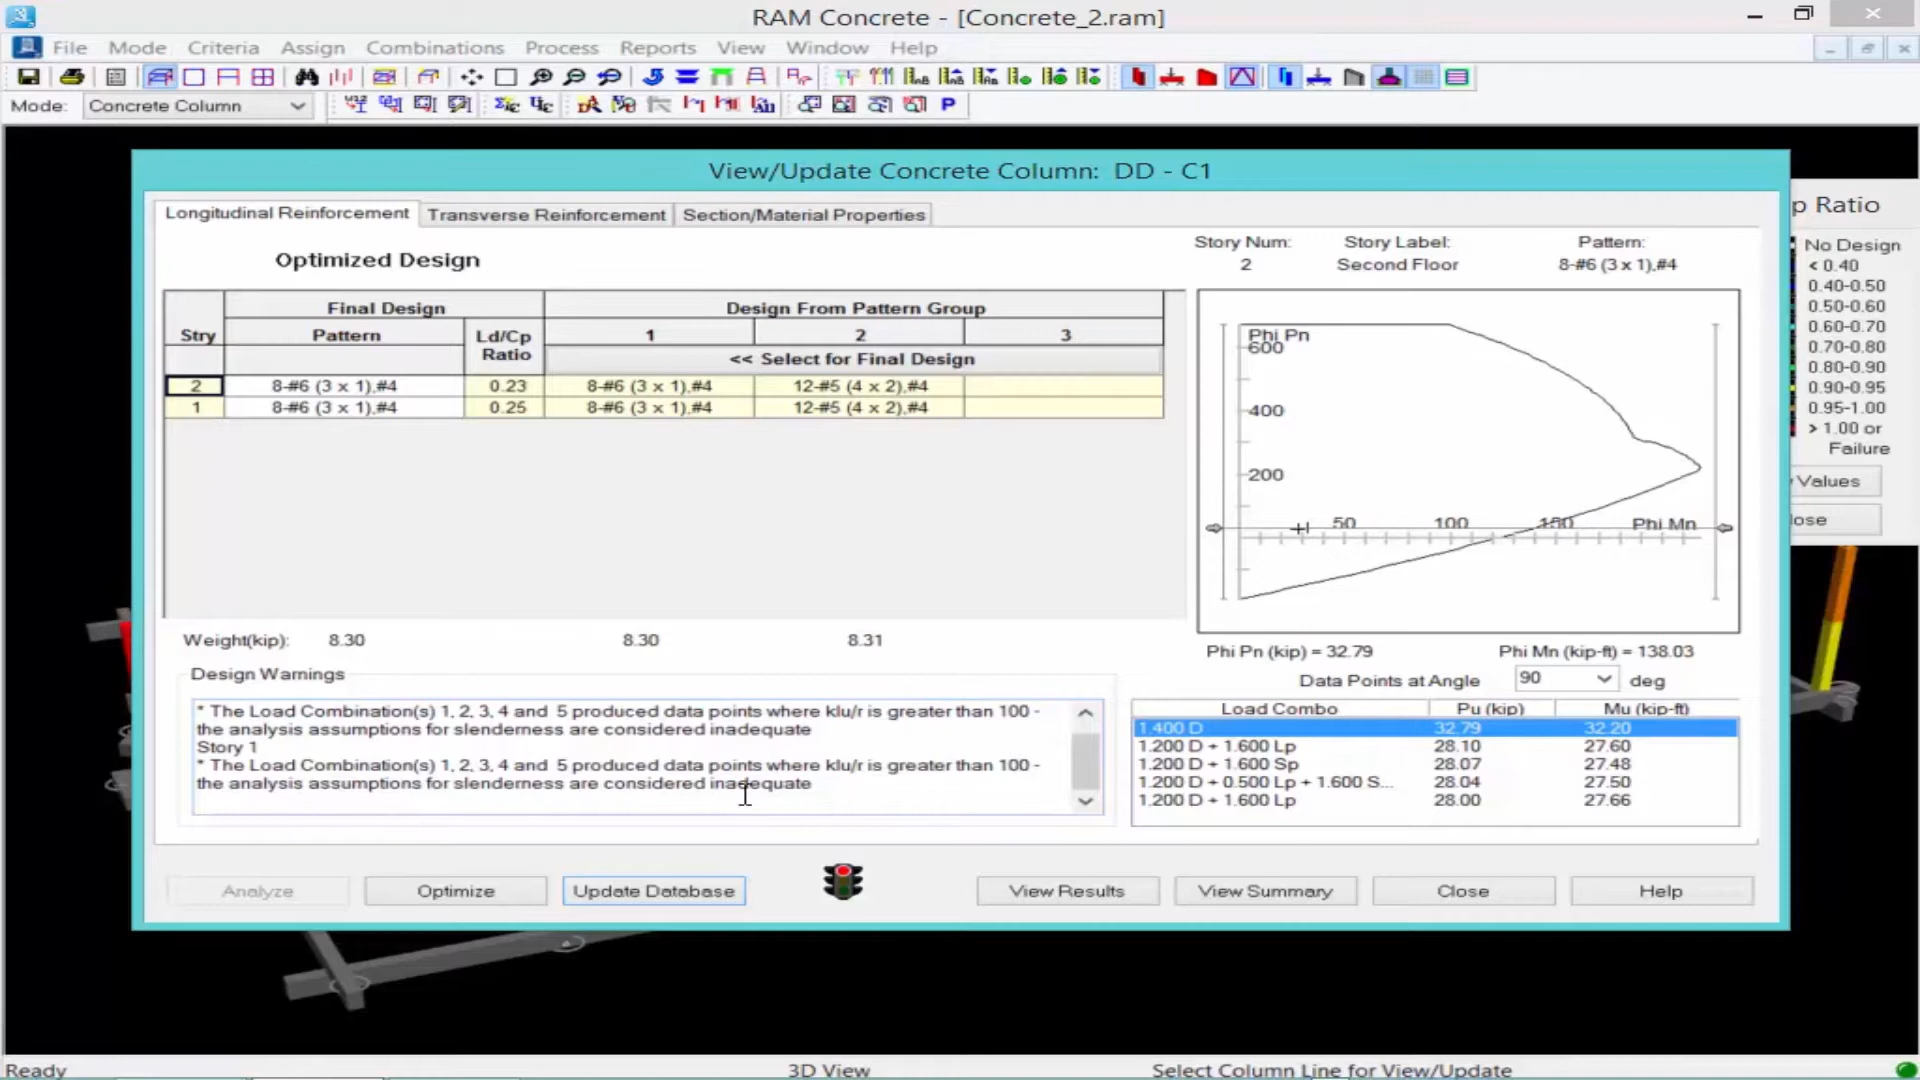 RAM Concrete - [Concrete_2.ram]
File Mode Criteria Assign Combinations Process Reports View Window Help
Mode: Concrete Column
P
View/Update Concrete Column: DD - C1
Longitudinal Reinforcement Transverse Reinforcement Section/Material Properties
Optimized Design
Story Num: Story Label: Pattern:
2 Second Floor 8-#6 (3 x 1),#4
Final Design Design From Pattern Group
Stry Pattern Ld/Cp Ratio 1 2 3
<< Select for Final Design
2 8-#6 (3 x 1),#4 0.23 8-#6 (3 x 1),#4 12-#5 (4 x 2),#4
1 8-#6 (3 x 1),#4 0.25 8-#6 (3 x 1),#4 12-#5 (4 x 2),#4
Phi Pn
600
400
200
50 100 150 Phi Mn
Weight(kip): 8.30 8.30 8.31
Phi Pn (kip) = 32.79 Phi Mn (kip-ft) = 138.03
Data Points at Angle 90 deg
Design Warnings
* The Load Combination(s) 1, 2, 3, 4 and 5 produced data points where klu/r is greater than 100 -
the analysis assumptions for slenderness are considered inadequate
Story 1
* The Load Combination(s) 1, 2, 3, 4 and 5 produced data points where klu/r is greater than 100 -
the analysis assumptions for slenderness are considered inadequate
Load Combo Pu (kip) Mu (kip-ft)
1.400 D 32.79 32.20
1.200 D + 1.600 Lp 28.10 27.60
1.200 D + 1.600 Sp 28.07 27.48
1.200 D + 0.500 Lp + 1.600 S... 28.04 27.50
1.200 D + 1.600 Lp 28.00 27.66
Analyze Optimize Update Database View Results View Summary Close Help
p Ratio
No Design
< 0.40
0.40-0.50
0.50-0.60
0.60-0.70
0.70-0.80
0.80-0.90
0.90-0.95
0.95-1.00
> 1.00 or
Failure
Values
lose
Ready 3D View Select Column Line for View/Update